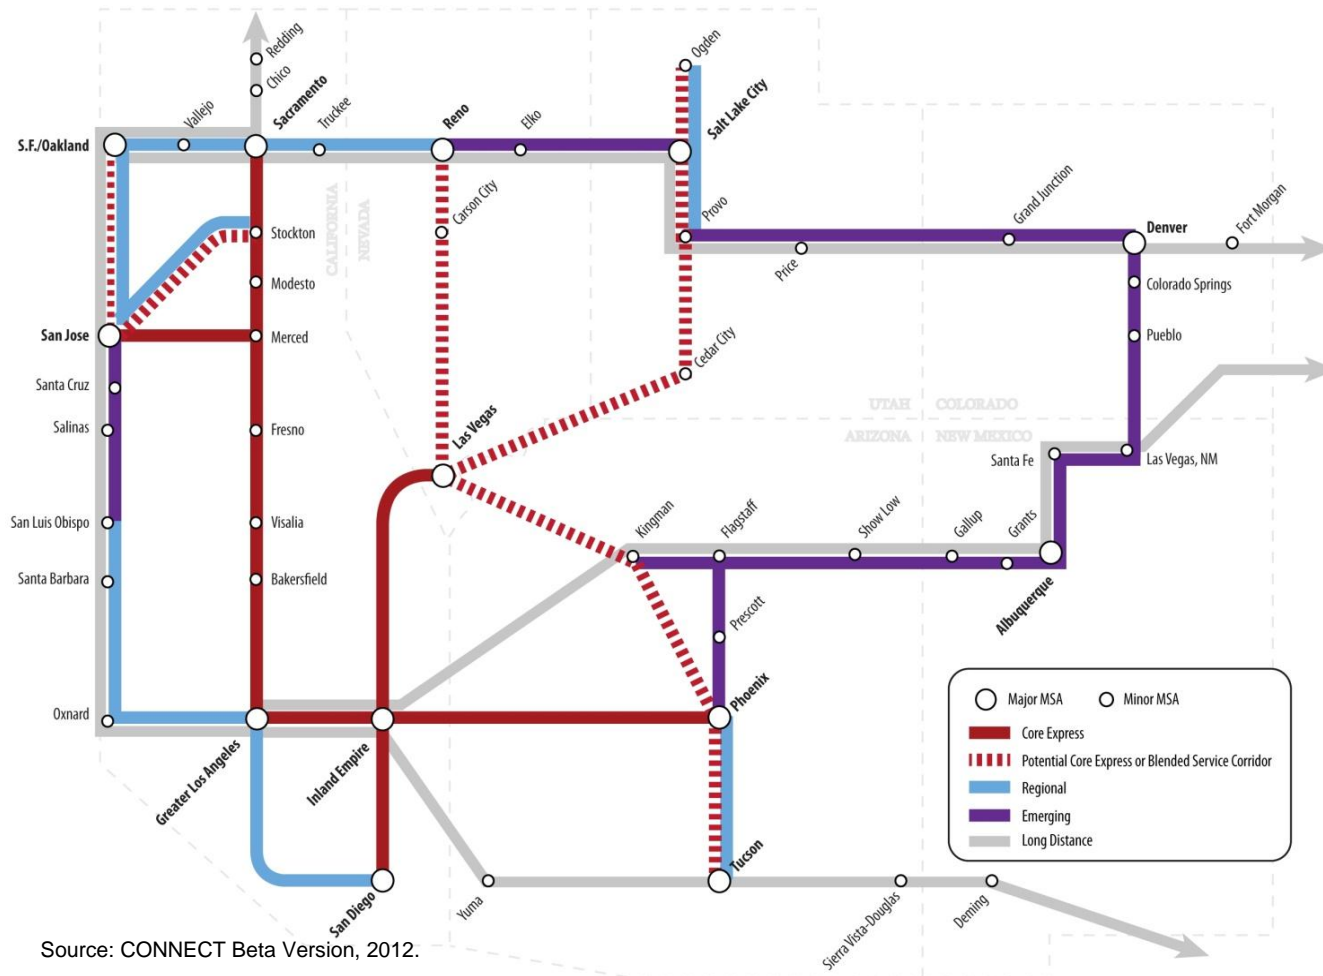 Redding
Chico
Sacramento
Vallejo
Truckee
Reno
Elko
Ogden
Salt Lake City
S.F./Oakland
CALIFORNIA
NEVADA
Carson City
Provo
Price
Grand Junction
Denver
Fort Morgan
Stockton
Modesto
Colorado Springs
San Jose
Merced
Pueblo
Cedar City
Santa Cruz
Salinas
Fresno
Las Vegas
UTAH
COLORADO
ARIZONA
NEW MEXICO
Santa Fe
Las Vegas, NM
San Luis Obispo
Visalia
Kingman
Flagstaff
Show Low
Gallup
Grants
Santa Barbara
Bakersfield
Albuquerque
Prescott
Oxnard
Phoenix
Greater Los Angeles
Inland Empire
Major MSA
Minor MSA
Core Express
Potential Core Express or Blended Service Corridor
Regional
Emerging
Long Distance
San Diego
Yuma
Tucson
Sierra Vista-Douglas
Deming
Source: CONNECT Beta Version, 2012.